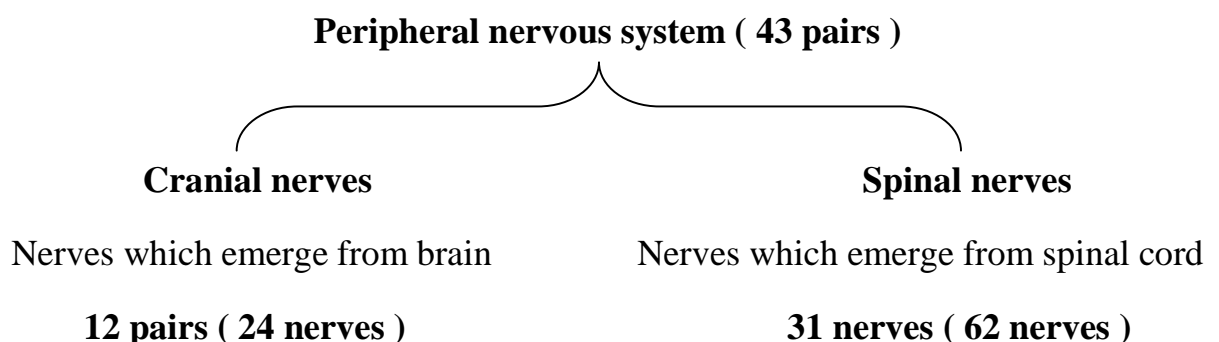 Peripheral nervous system ( 43 pairs )
Cranial nerves
Spinal nerves
Nerves which emerge from brain
Nerves which emerge from spinal cord
12 pairs ( 24 nerves )
31 nerves ( 62 nerves )